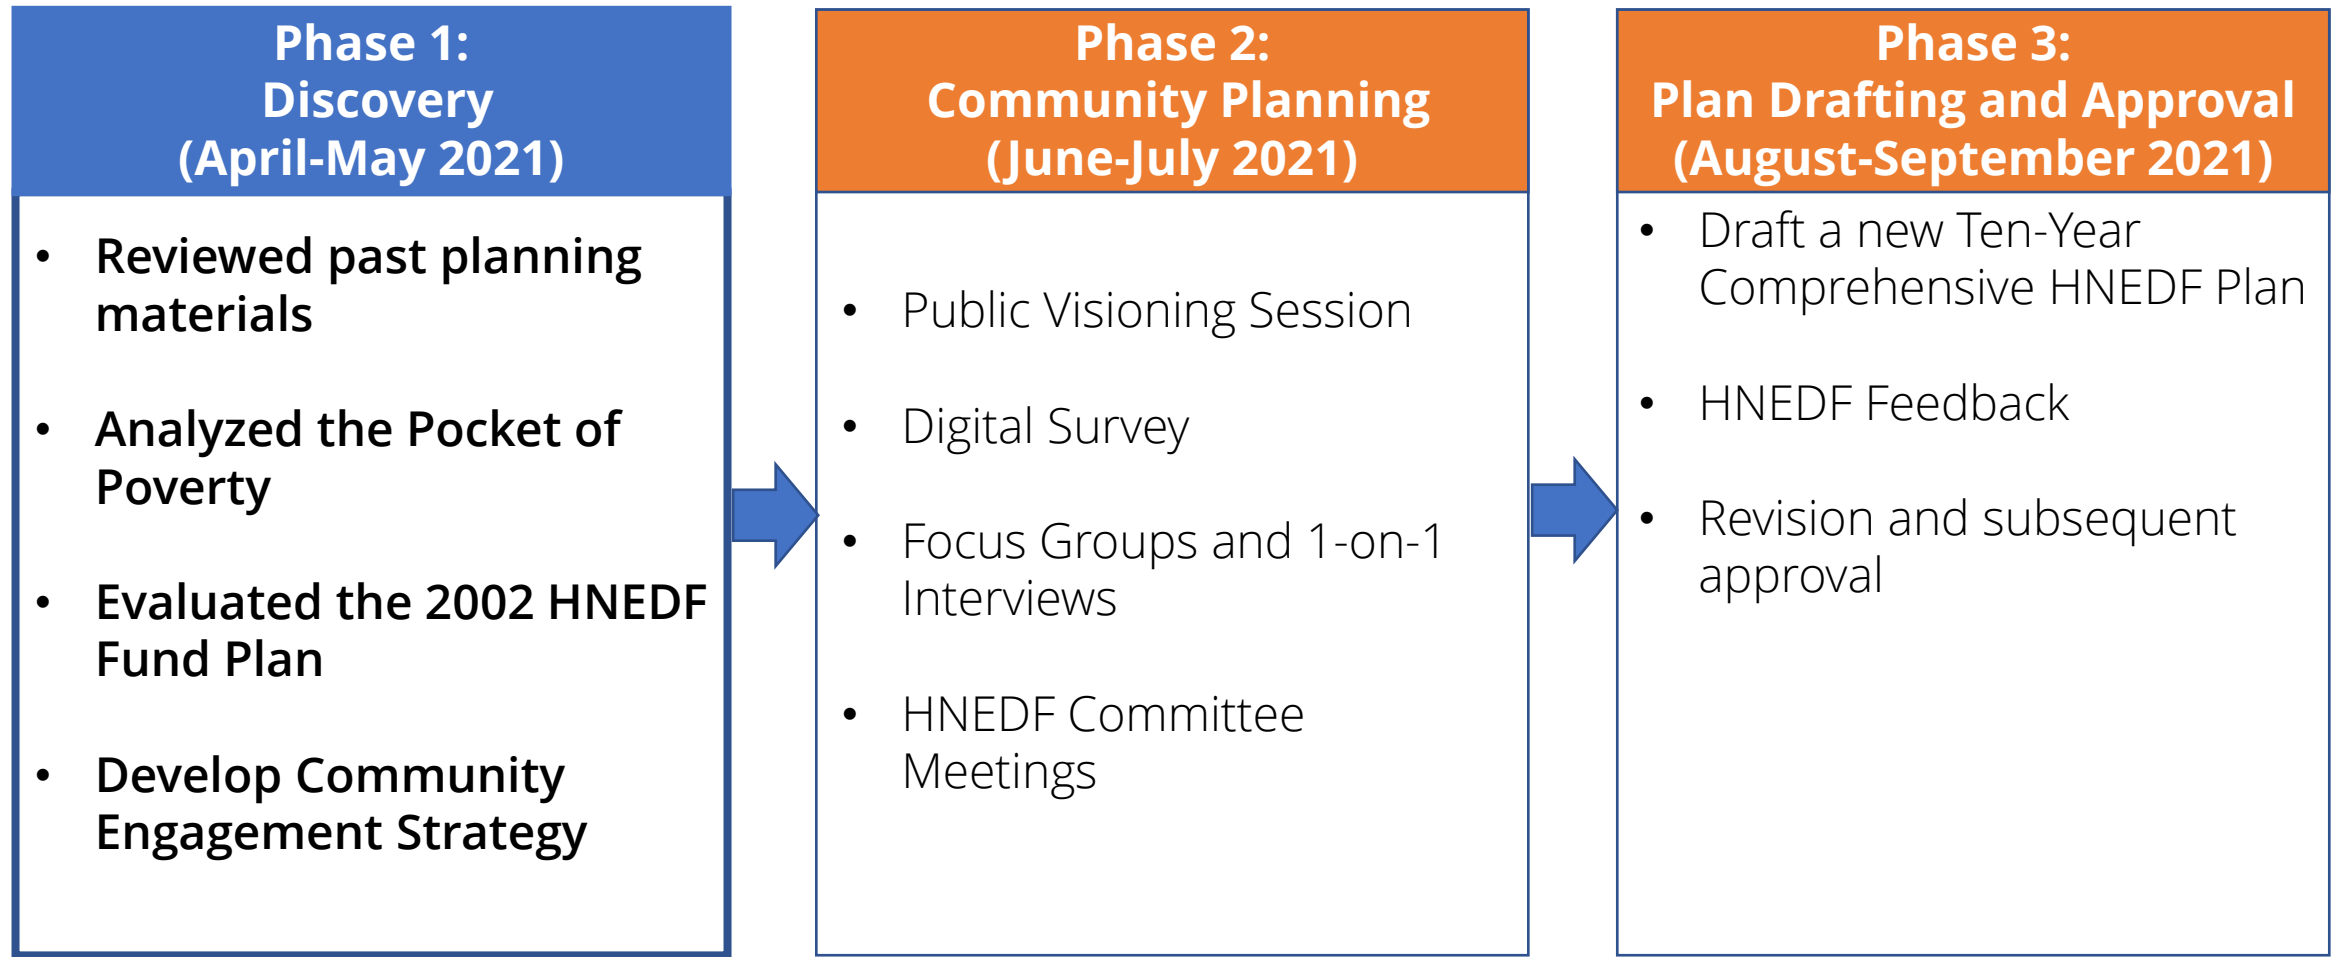 Phase 1:
Discovery
(April-May 2021)
• Reviewed past planning
materials
• Analyzed the Pocket of
Poverty
• Evaluated the 2002 HNEDF
Fund Plan
• Develop Community
Engagement Strategy
Phase 2:
Community Planning
(June-July 2021)
• Public Visioning Session
• Digital Survey
• Focus Groups and 1-on-1
Interviews
• HNEDF Committee
Meetings
Phase 3:
Plan Drafting and Approval
(August-September 2021)
• Draft a new Ten-Year
Comprehensive HNEDF Plan
• HNEDF Feedback
• Revision and subsequent
approval